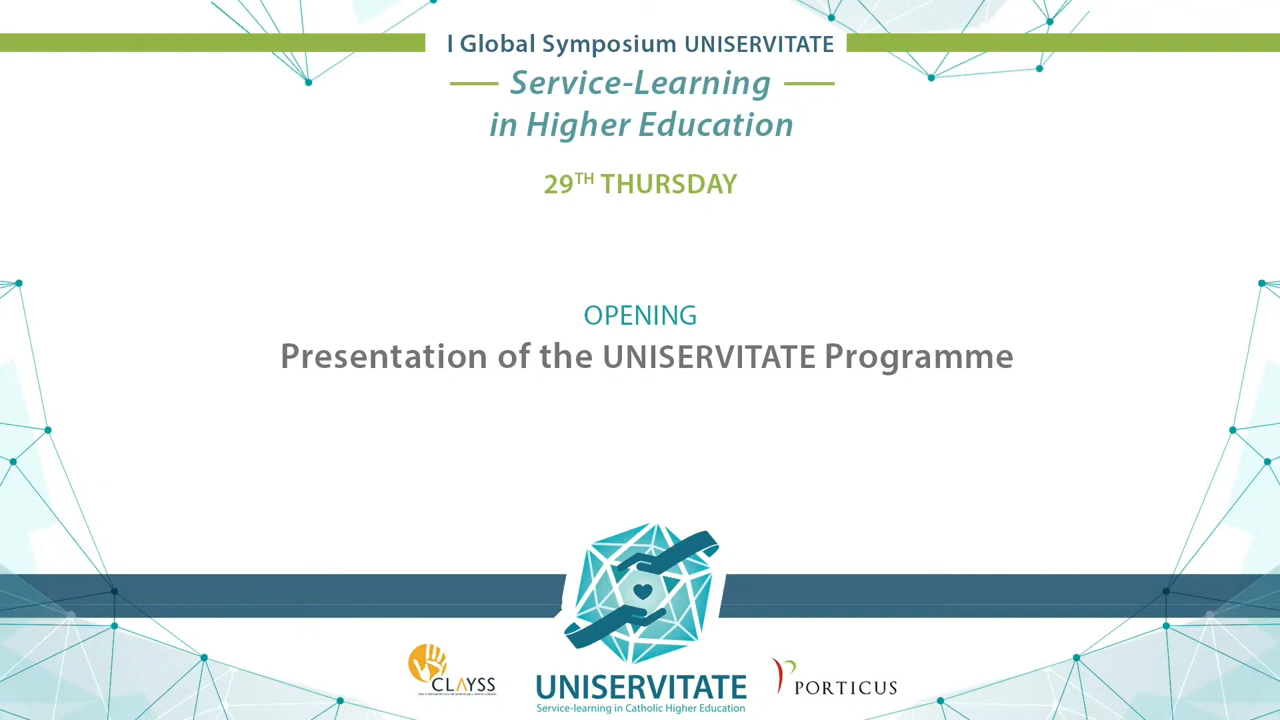 I Global Symposium UNISERVITATE
Service-Learning
in Higher Education
29TH THURSDAY
OPENING
Presentation of the UNISERVITATE Programme
CLAYSS
UNISERVITATE
Service-learning in Catholic Higher Education
PORTICUS